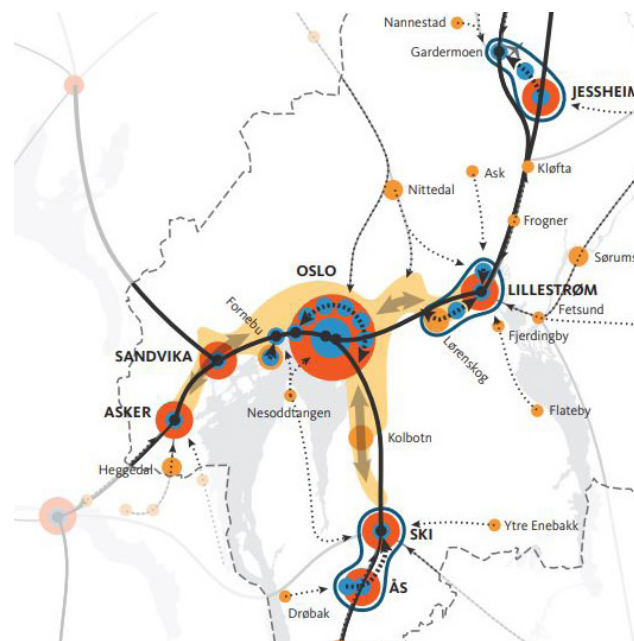 Nannestad
Gardermoen
JESSHEIM
Kløfta
Ask
Nittedal
Frogner
OSLO
Sørums
LILLESTRØM
Fornebu
Fetsund
SANDVIKA
Fjerdingby
Lørenskog
ASKER
Nesoddtangen
Flateby
Kolbotn
Heggedal
SKI
Ytre Enebakk
ÅS
Drøbak